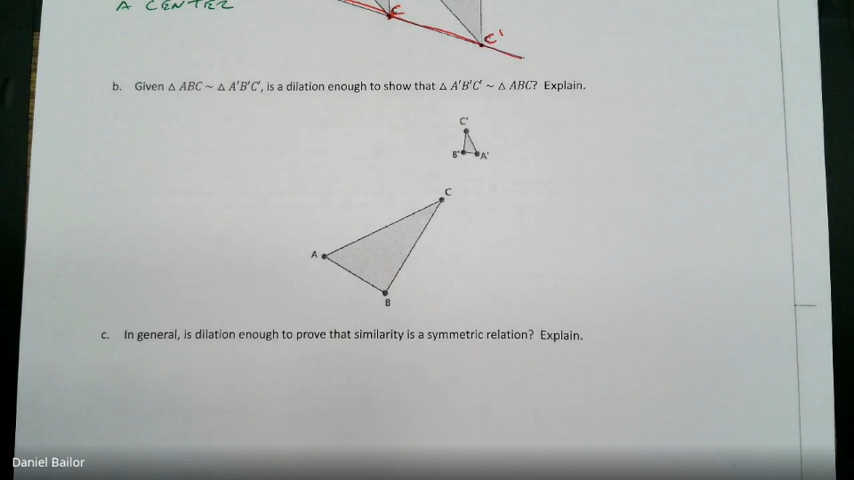 A CENTER
C
C'
b. Given △ ABC ~ △ A'B'C', is a dilation enough to show that △ A'B'C' ~ △ ABC? Explain.
C'
B' A'
C
A
B
c. In general, is dilation enough to prove that similarity is a symmetric relation? Explain.
Daniel Bailor